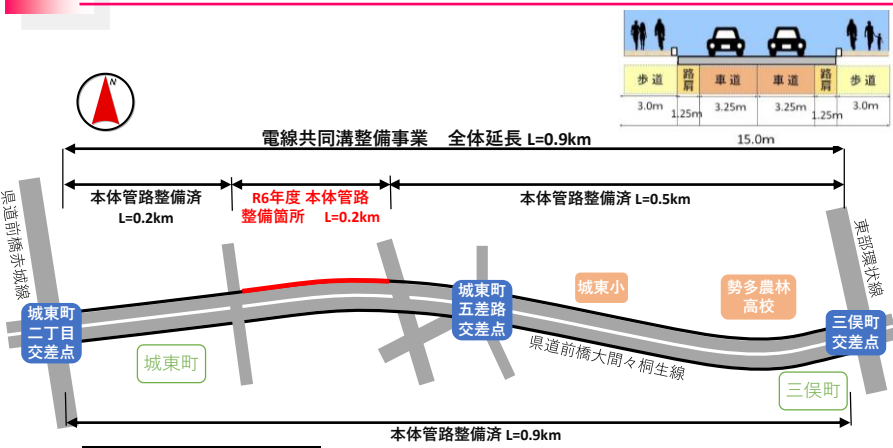 歩道
路肩
車道
車道
路肩
歩道
3.0m
1.25m
3.25m
3.25m
1.25m
3.0m
15.0m
N
電線共同溝整備事業　全体延長 L=0.9km
本体管路整備済
L=0.2km
R6年度 本体管路
整備箇所　L=0.2km
本体管路整備済 L=0.5km
県道前橋赤城線
東部環状線
城東町
二丁目
交差点
城東町
五差路
交差点
城東小
勢多農林
高校
三俣町
交差点
城東町
県道前橋大間々桐生線
三俣町
本体管路整備済 L=0.9km